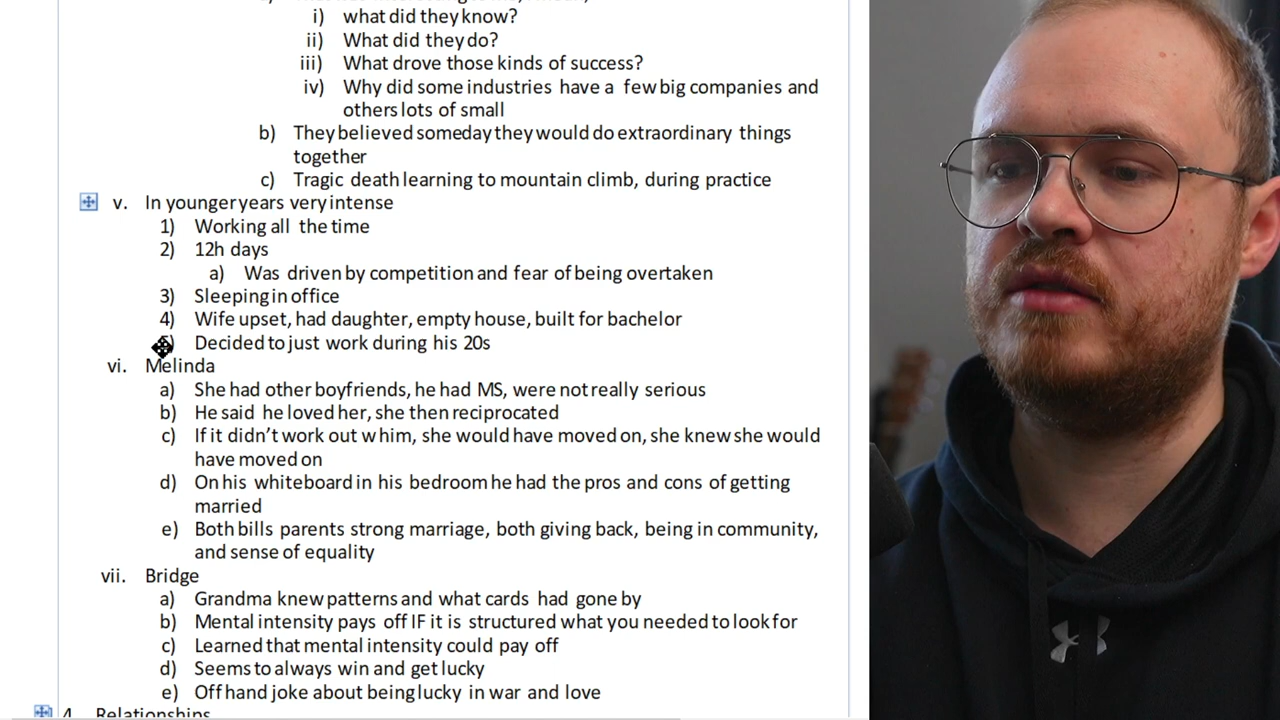 i) what did they know?
ii) What did they do?
iii) What drove those kinds of success?
iv) Why did some industries have a few big companies and
others lots of small
b) They believed someday they would do extraordinary things
together
c) Tragic death learning to mountain climb, during practice
v. In younger years very intense
1) Working all the time
2) 12h days
a) Was driven by competition and fear of being overtaken
3) Sleeping in office
4) Wife upset, had daughter, empty house, built for bachelor
Decided to just work during his 20s
vi. Melinda
a) She had other boyfriends, he had MS, were not really serious
b) He said he loved her, she then reciprocated
c) If it didn’t work out w him, she would have moved on, she knew she would
have moved on
d) On his whiteboard in his bedroom he had the pros and cons of getting
married
e) Both bills parents strong marriage, both giving back, being in community,
and sense of equality
vii. Bridge
a) Grandma knew patterns and what cards had gone by
b) Mental intensity pays off IF it is structured what you needed to look for
c) Learned that mental intensity could pay off
d) Seems to always win and get lucky
e) Off hand joke about being lucky in war and love
4. Relationships